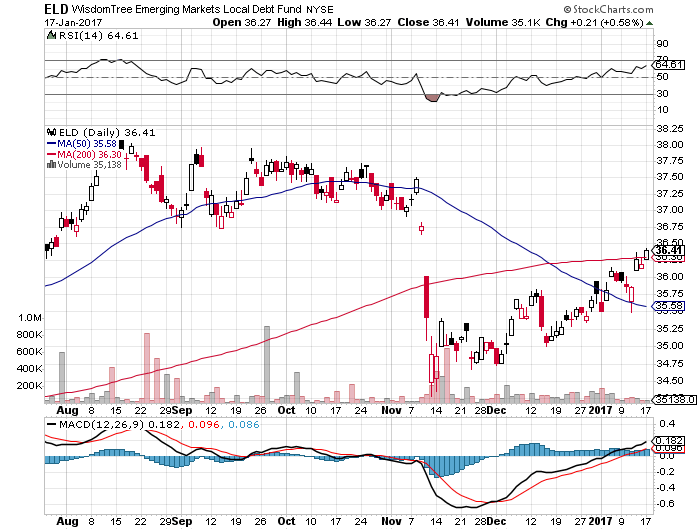 ELD WisdomTree Emerging Markets Local Debt Fund NYSE © StockCharts.com
17-Jan-2017 Open 36.27 High 36.44 Low 36.27 Close 36.41 Volume 35.1K Chg +0.21 (+0.58%)
RSI(14) 64.61
90
70
64.61
50
30
10
ELD (Daily) 36.41
MA(50) 35.58
MA(200) 36.30
Volume 35,138
38.25
38.00
37.75
37.50
37.25
37.00
36.75
36.50
36.41
36.30
36.00
35.75
35.58
35.25
35.00
34.75
34.50
34.25
35138.0
1.0M
800K
600K
400K
200K
Aug 8 15 22 29 Sep 12 19 26 Oct 10 17 24 Nov 7 14 21 28 Dec 12 19 27 2017 9 17
MACD(12,26,9) 0.182, 0.096, 0.086
0.4
0.182
0.096
0.0
-0.2
-0.4
-0.6
Aug 8 15 22 29 Sep 12 19 26 Oct 10 17 24 Nov 7 14 21 28 Dec 12 19 27 2017 9 17